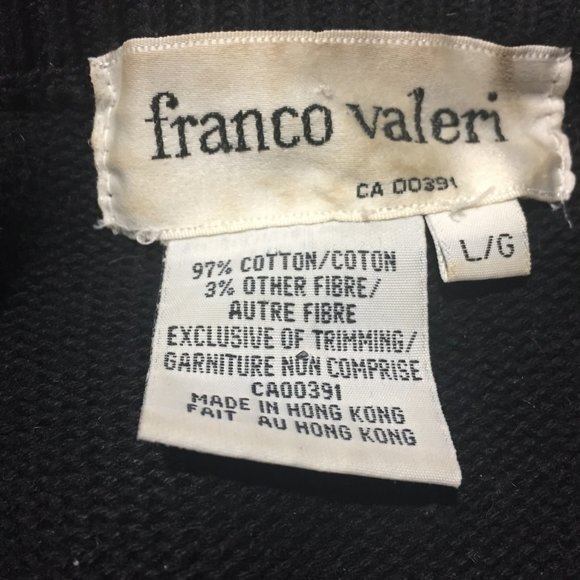 franco valeri
CA 00391
L/G
97% COTTON/COTON
3% OTHER FIBRE/
AUTRE FIBRE
EXCLUSIVE OF TRIMMING/
GARNITURE NON COMPRISE
CA00391
MADE IN HONG KONG
FAIT AU HONG KONG